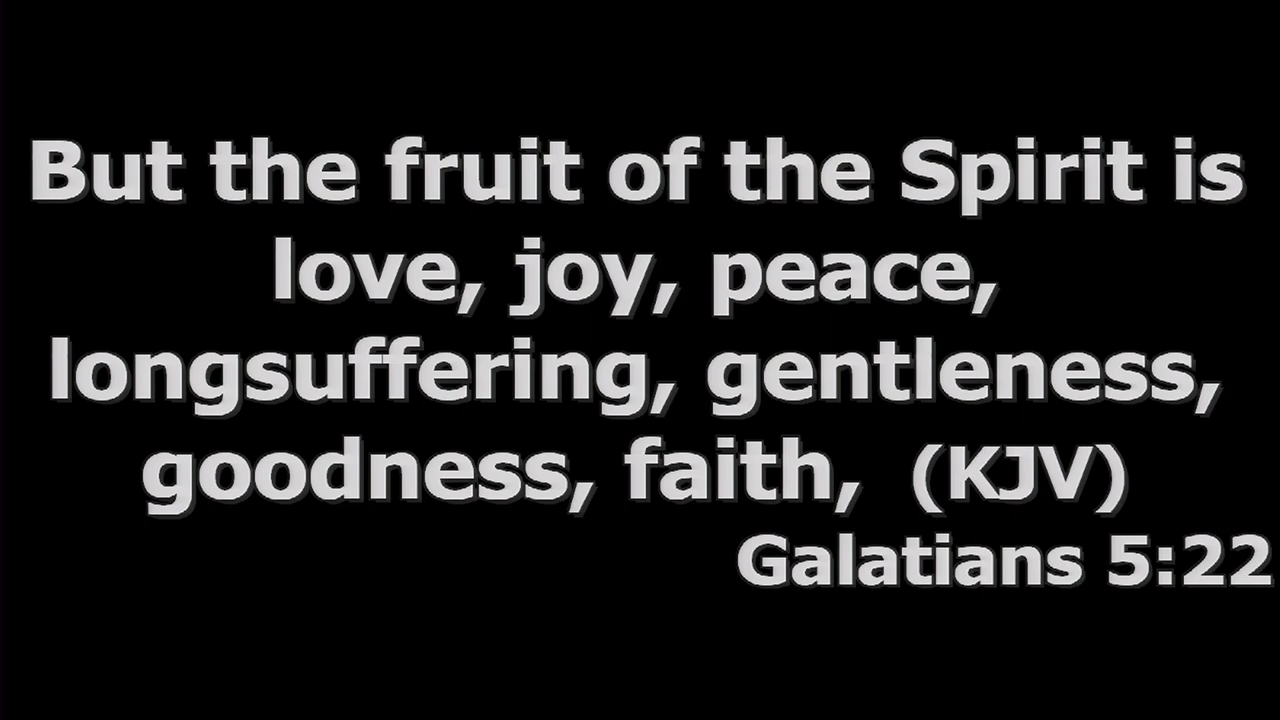 But the fruit of the Spirit is
love, joy, peace,
longsuffering, gentleness,
goodness, faith, (KJV)
Galatians 5:22